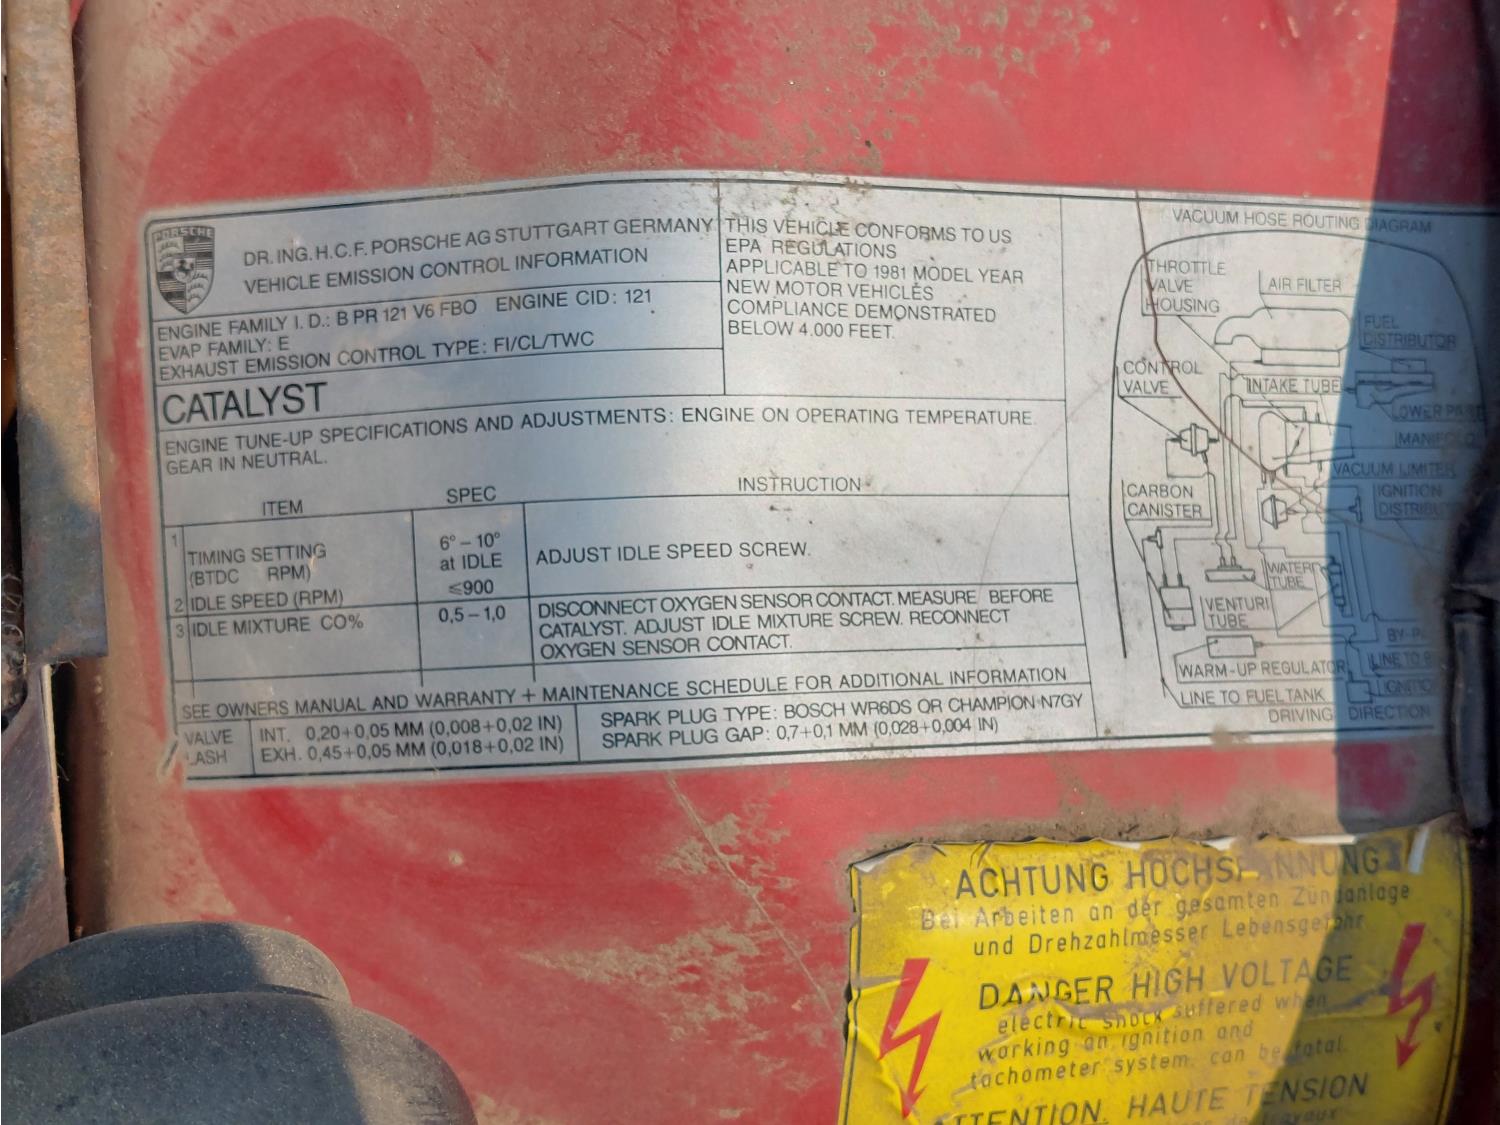 PORSCHE
DR. ING. H.C.F. PORSCHE AG STUTTGART GERMANY
VEHICLE EMISSION CONTROL INFORMATION
ENGINE FAMILY I. D.: B PR 121 V6 FBO ENGINE CID: 121
EVAP FAMILY: E
EXHAUST EMISSION CONTROL TYPE: FI/CL/TWC
CATALYST
THIS VEHICLE CONFORMS TO US
EPA REGULATIONS
APPLICABLE TO 1981 MODEL YEAR
NEW MOTOR VEHICLES
COMPLIANCE DEMONSTRATED
BELOW 4.000 FEET.
ENGINE TUNE-UP SPECIFICATIONS AND ADJUSTMENTS: ENGINE ON OPERATING TEMPERATURE.
GEAR IN NEUTRAL.
ITEM SPEC INSTRUCTION
1 TIMING SETTING 6° – 10° ADJUST IDLE SPEED SCREW.
(BTDC RPM) at IDLE
2 IDLE SPEED (RPM) ≤900
3 IDLE MIXTURE CO% 0,5 – 1,0 DISCONNECT OXYGEN SENSOR CONTACT. MEASURE BEFORE
CATALYST. ADJUST IDLE MIXTURE SCREW. RECONNECT
OXYGEN SENSOR CONTACT.
SEE OWNERS MANUAL AND WARRANTY + MAINTENANCE SCHEDULE FOR ADDITIONAL INFORMATION
VALVE INT. 0,20+0,05 MM (0,008+0,02 IN)
LASH EXH. 0,45+0,05 MM (0,018+0,02 IN)
SPARK PLUG TYPE: BOSCH WR6DS OR CHAMPION-N7GY
SPARK PLUG GAP: 0,7+0,1 MM (0,028+0,004 IN)
VACUUM HOSE ROUTING DIAGRAM
THROTTLE
VALVE
HOUSING
AIR FILTER
FUEL
DISTRIBUTOR
CONTROL
VALVE
INTAKE TUBE
LOWER PART
MANIFOLD
VACUUM LIMITER
CARBON
CANISTER
IGNITION
DISTRIBUT
WATER
TUBE
VENTURI
TUBE
BY-P
WARM-UP REGULATOR
LINE TO B
LINE TO FUEL TANK
IGNITIO
DRIVING DIRECTION
ACHTUNG HOCHSPANNUNG
Bei Arbeiten an der gesamten Zündanlage
und Drehzahlmesser Lebensgefahr
DANGER HIGH VOLTAGE
electric shock suffered when
working an ignition and
tachometer system. can be fatal.
ATTENTION. HAUTE TENSION